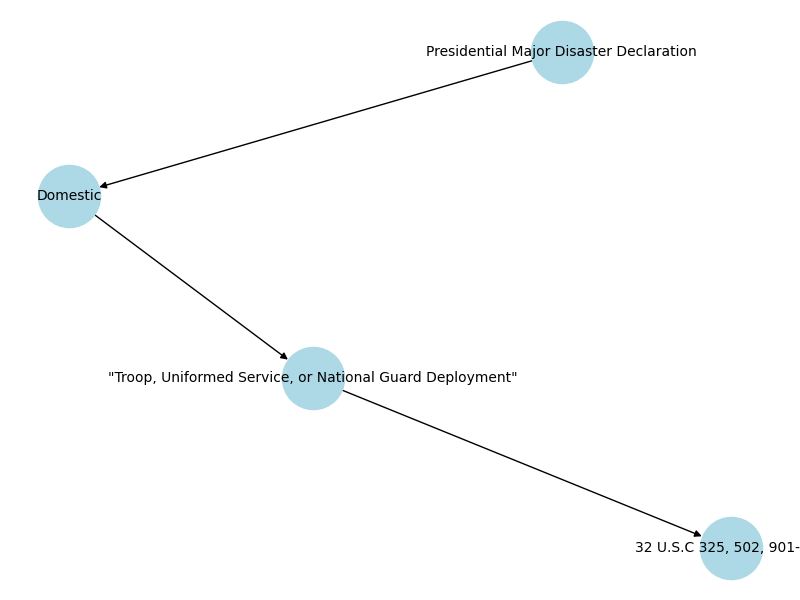 Presidential Major Disaster Declaration
Domestic
"Troop, Uniformed Service, or National Guard Deployment"
32 U.S.C 325, 502, 901-